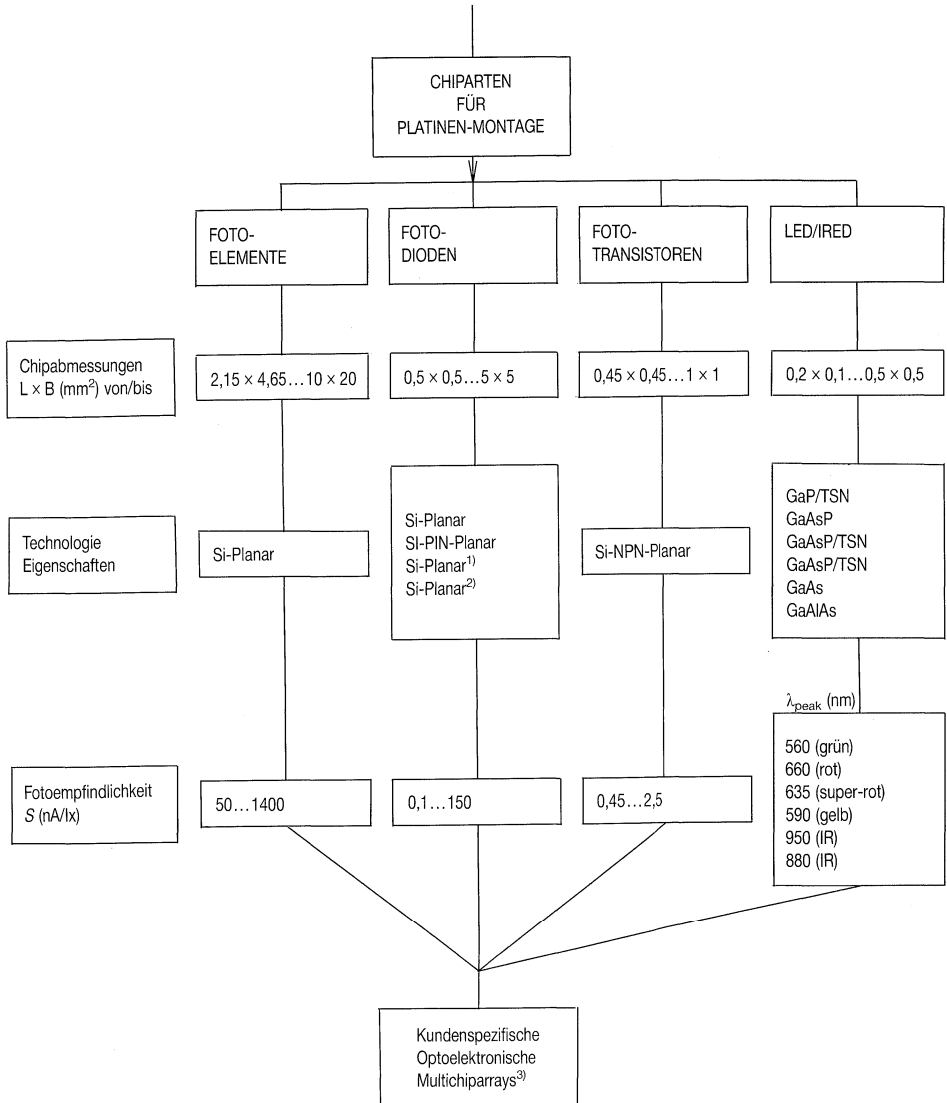 CHIPARTEN
FÜR
PLATINEN-MONTAGE
FOTO-
ELEMENTE
FOTO-
DIODEN
FOTO-
TRANSISTOREN
LED/IRED
Chipabmessungen
L × B (mm²) von/bis
2,15 × 4,65...10 × 20
0,5 × 0,5...5 × 5
0,45 × 0,45...1 × 1
0,2 × 0,1...0,5 × 0,5
Technologie
Eigenschaften
Si-Planar
Si-Planar
SI-PIN-Planar
Si-Planar¹⁾
Si-Planar²⁾
Si-NPN-Planar
GaP/TSN
GaAsP
GaAsP/TSN
GaAsP/TSN
GaAs
GaAlAs
Fotoempfindlichkeit
S (nA/lx)
50...1400
0,1...150
0,45...2,5
λpeak (nm)
560 (grün)
660 (rot)
635 (super-rot)
590 (gelb)
950 (IR)
880 (IR)
Kundenspezifische
Optoelektronische
Multichiparrays³⁾